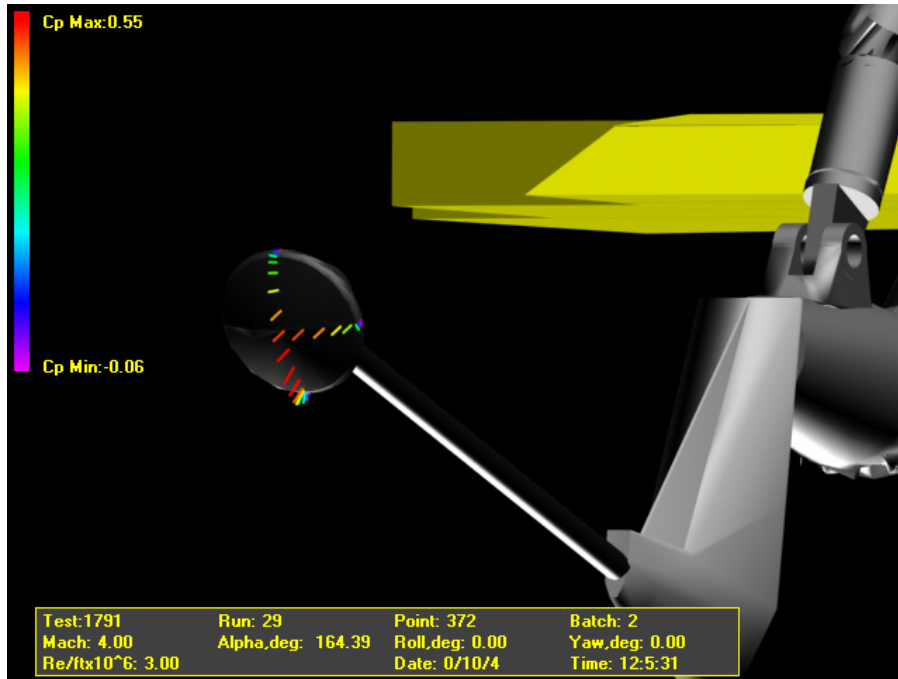 Cp Max:0.55
Cp Min:-0.06
Test:1791 Run: 29 Point: 372 Batch: 2
Mach: 4.00 Alpha,deg: 164.39 Roll,deg: 0.00 Yaw,deg: 0.00
Re/ftx10^6: 3.00 Date: 0/10/4 Time: 12:5:31